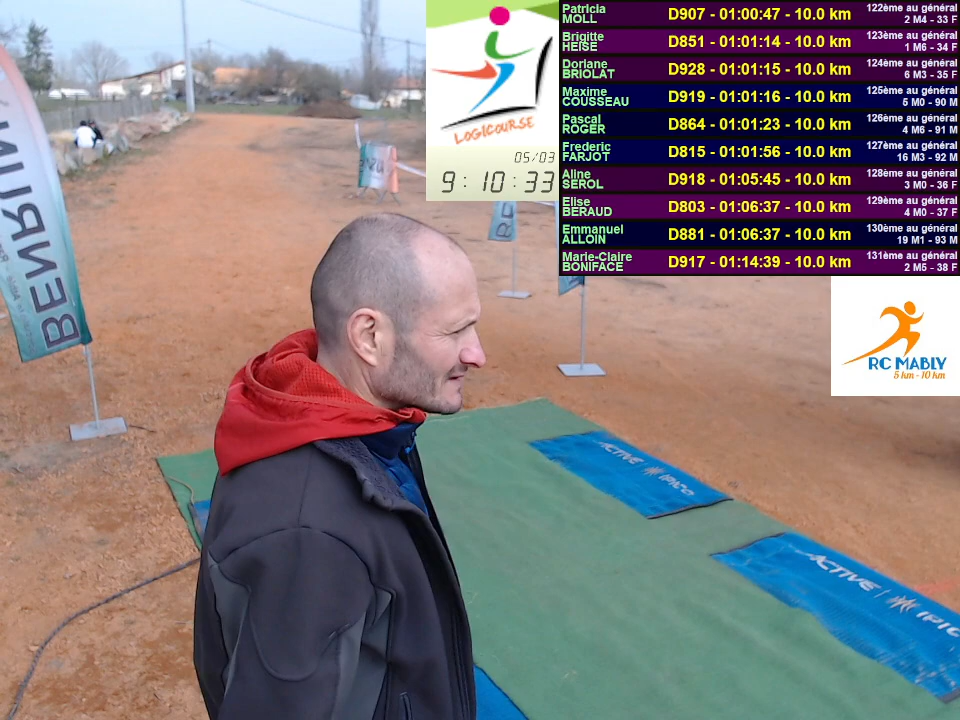 LOGICOURSE
05/03
9:10:33
Patricia MOLL D907 - 01:00:47 - 10.0 km 122ème au général 2 M4 - 33 F
Brigitte HEISE D851 - 01:01:14 - 10.0 km 123ème au général 1 M6 - 34 F
Doriane BRIOLAT D928 - 01:01:15 - 10.0 km 124ème au général 6 M3 - 35 F
Maxime COUSSEAU D919 - 01:01:16 - 10.0 km 125ème au général 5 M0 - 90 M
Pascal ROGER D864 - 01:01:23 - 10.0 km 126ème au général 4 M6 - 91 M
Frederic FARJOT D815 - 01:01:56 - 10.0 km 127ème au général 16 M3 - 92 M
Aline SEROL D918 - 01:05:45 - 10.0 km 128ème au général 3 M0 - 36 F
Elise BERAUD D803 - 01:06:37 - 10.0 km 129ème au général 4 M0 - 37 F
Emmanuel ALLOIN D881 - 01:06:37 - 10.0 km 130ème au général 19 M1 - 93 M
Marie-Claire BONIFACE D917 - 01:14:39 - 10.0 km 131ème au général 2 M5 - 38 F
RC MABLY
5 km - 10 km
ACTIVE IPICO
ACTIVE IPICO